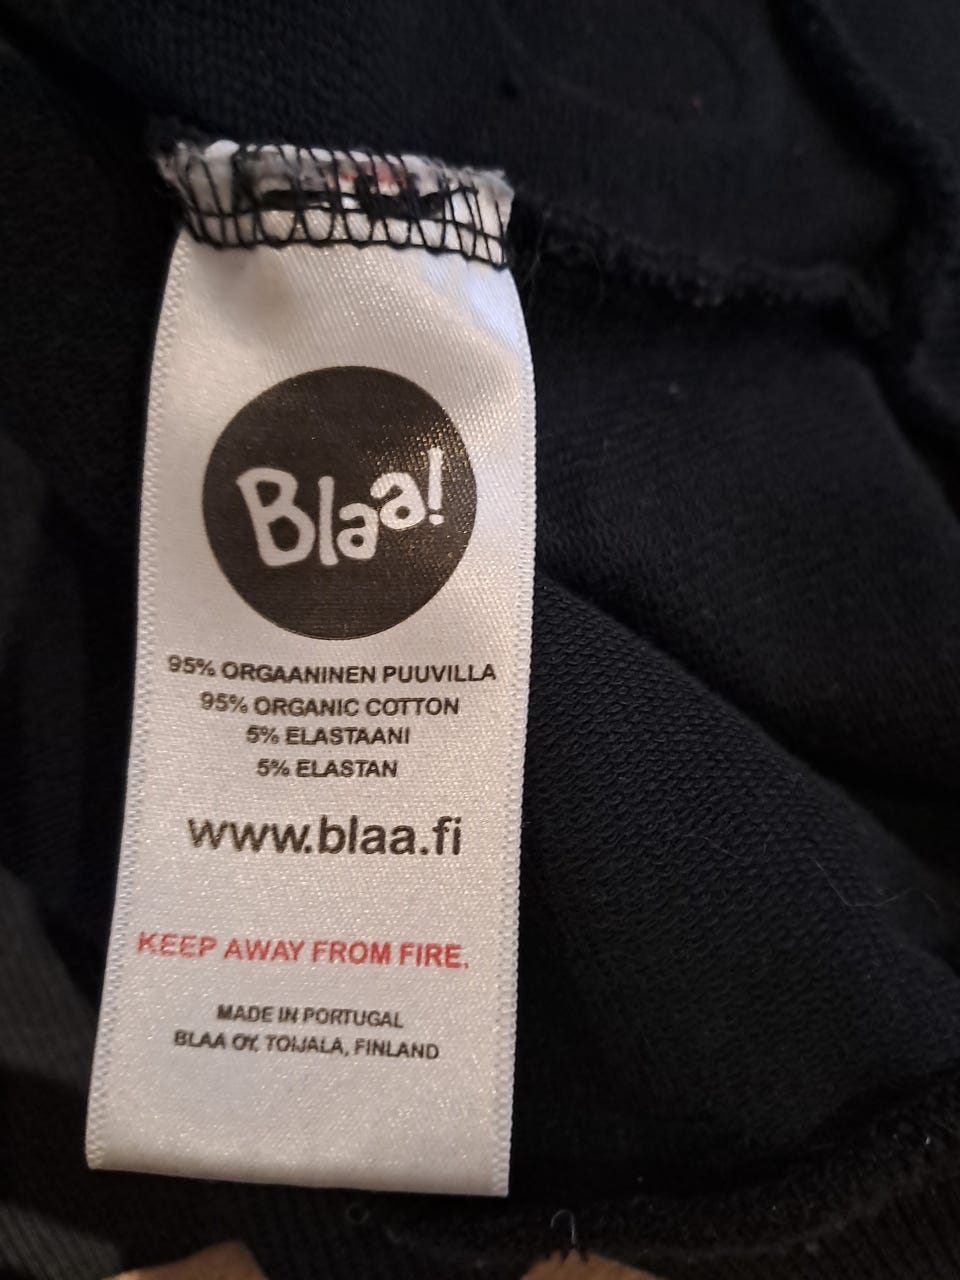 Blaa!
95% ORGAANINEN PUUVILLA
95% ORGANIC COTTON
5% ELASTAANI
5% ELASTAN
www.blaa.fi
KEEP AWAY FROM FIRE.
MADE IN PORTUGAL
BLAA OY, TOIJALA, FINLAND